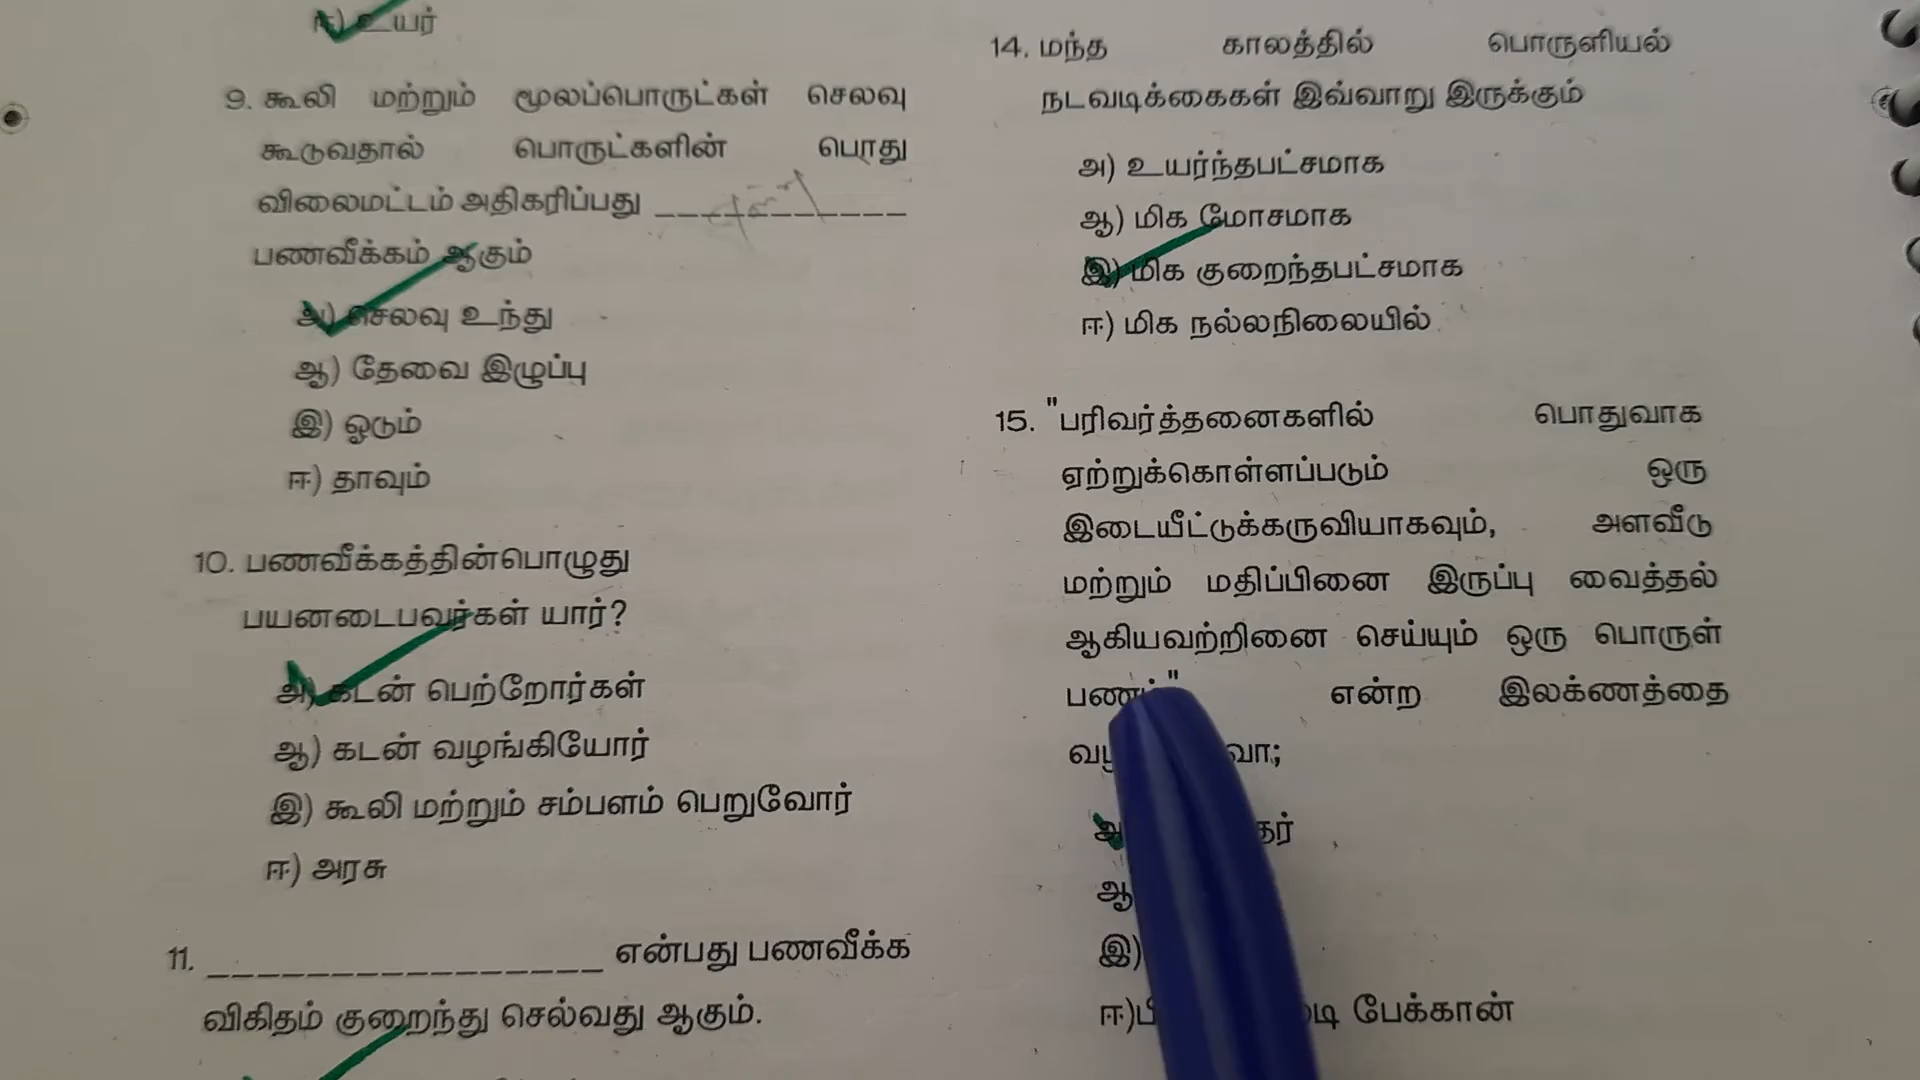 ஈ) உயர்
9. கூலி மற்றும் மூலப்பொருட்கள் செலவு
கூடுவதால் பொருட்களின் பொது
விலைமட்டம் அதிகரிப்பது ___________
பணவீக்கம் ஆகும்
அ) செலவு உந்து
ஆ) தேவை இழுப்பு
இ) ஓடும்
ஈ) தாவும்
10. பணவீக்கத்தின்பொழுது
பயனடைபவர்கள் யார்?
அ) கடன் பெற்றோர்கள்
ஆ) கடன் வழங்கியோர்
இ) கூலி மற்றும் சம்பளம் பெறுவோர்
ஈ) அரசு
11. ________________ என்பது பணவீக்க
விகிதம் குறைந்து செல்வது ஆகும்.
14. மந்த காலத்தில் பொருளியல்
நடவடிக்கைகள் இவ்வாறு இருக்கும்
அ) உயர்ந்தபட்சமாக
ஆ) மிக மோசமாக
இ) மிக குறைந்தபட்சமாக
ஈ) மிக நல்லநிலையில்
15. "பரிவர்த்தனைகளில் பொதுவாக
ஏற்றுக்கொள்ளப்படும் ஒரு
இடையீட்டுக்கருவியாகவும், அளவீடு
மற்றும் மதிப்பினை இருப்பு வைத்தல்
ஆகியவற்றினை செய்யும் ஒரு பொருள்
பணம்" என்ற இலக்ணத்தை
அ)
ஆ
இ)
ஈ) பேக்கான்